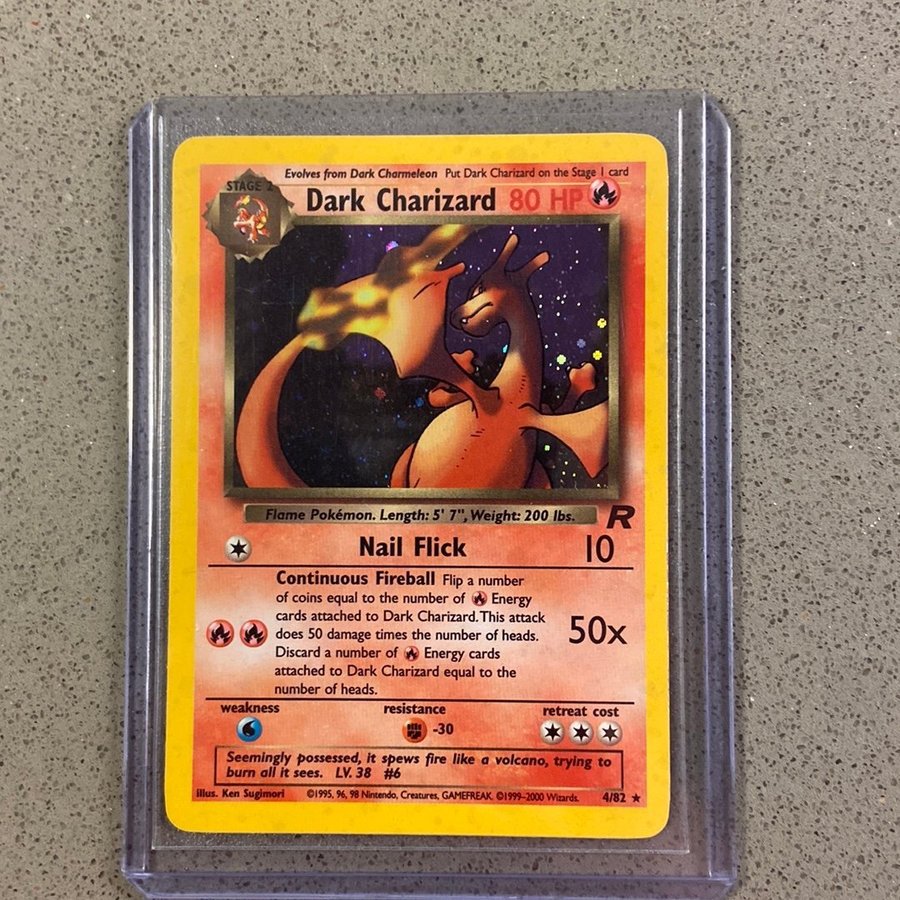 Evolves from Dark Charmeleon Put Dark Charizard on the Stage 1 card
STAGE 2
Dark Charizard 80 HP
Flame Pokémon. Length: 5' 7", Weight: 200 lbs.
R
Nail Flick 10
Continuous Fireball Flip a number
of coins equal to the number of Energy
cards attached to Dark Charizard. This attack
does 50 damage times the number of heads.
Discard a number of Energy cards
attached to Dark Charizard equal to the
number of heads.
50x
weakness resistance retreat cost
-30
Seemingly possessed, it spews fire like a volcano, trying to
burn all it sees. LV. 38 #6
Illus. Ken Sugimori ©1995, 96, 98 Nintendo, Creatures, GAMEFREAK. ©1999-2000 Wizards. 4/82 ★